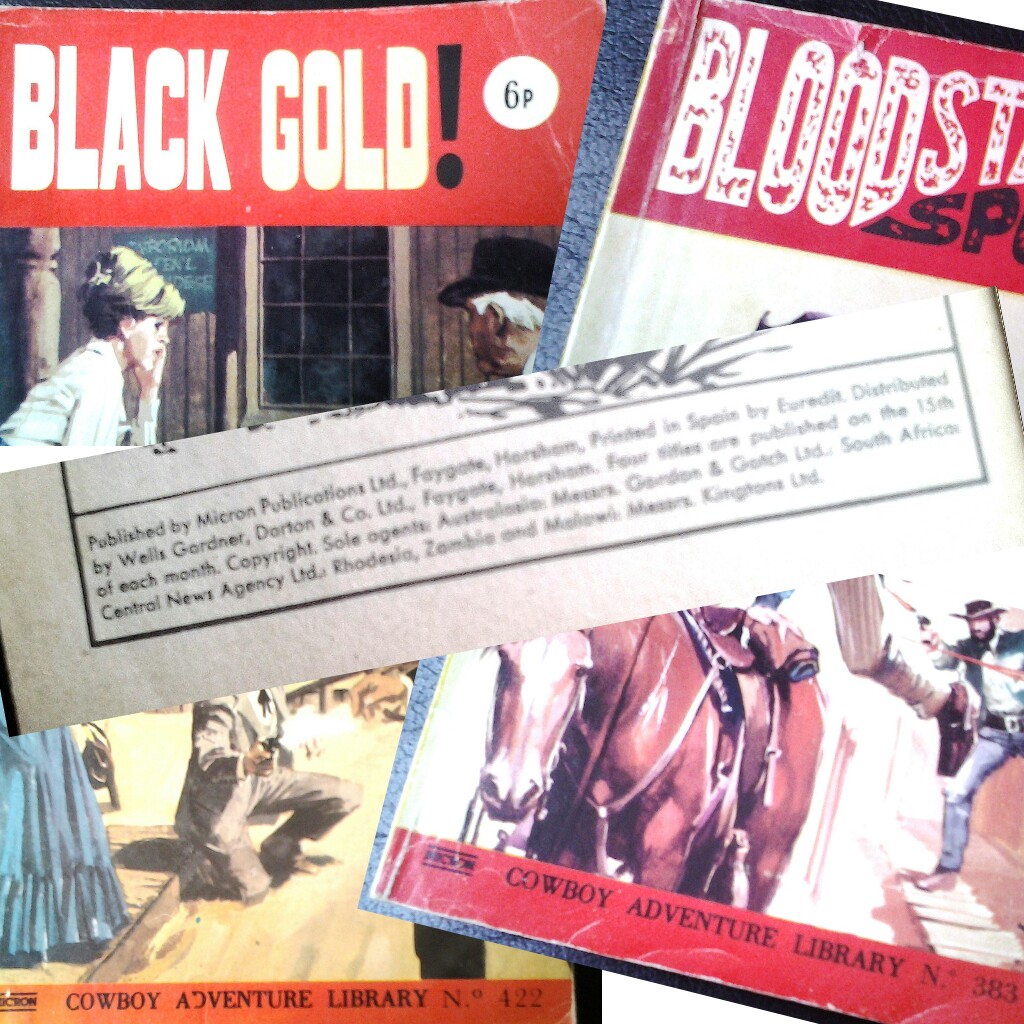 BLACK GOLD!
6P
EMPORIUM
GEN'L
BLOODST
SP
Published by Micron Publications Ltd., Faygate, Horsham, Printed in Spain by Euredit. Distributed
by Wells Gardner, Darton & Co. Ltd., Faygate, Horsham. Four titles are published on the 15th
of each month. Copyright. Sole agents: Australasia: Messrs. Gordon & Gotch Ltd.: South Africa:
Central News Agency Ltd.: Rhodesia, Zambia and Malawi: Messrs. Kingtons Ltd.
MICRON
COWBOY ADVENTURE LIBRARY N.º 383
MICRON
COWBOY ADVENTURE LIBRARY N.º 422